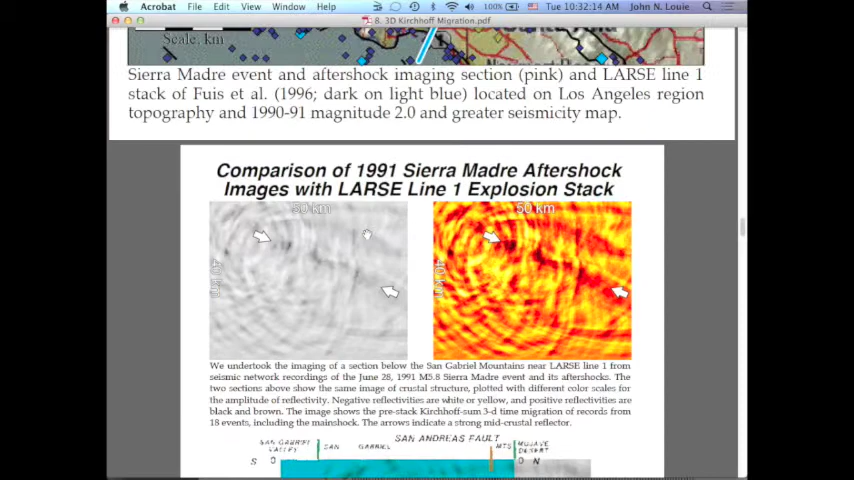 Acrobat File Edit View Window Help 100% Tue 10:32:14 AM John N. Louie
8. 3D Kirchhoff Migration.pdf
Scale, km
Sierra Madre event and aftershock imaging section (pink) and LARSE line 1
stack of Fuis et al. (1996; dark on light blue) located on Los Angeles region
topography and 1990-91 magnitude 2.0 and greater seismicity map.
Comparison of 1991 Sierra Madre Aftershock
Images with LARSE Line 1 Explosion Stack
50 km 50 km
40 km 40 km
We undertook the imaging of a section below the San Gabriel Mountains near LARSE line 1 from
seismic network recordings of the June 28, 1991 M5.8 Sierra Madre event and its aftershocks. The
two sections above show the same image of crustal structure, plotted with different color scales for
the amplitude of reflectivity. Negative reflectivities are white or yellow, and positive reflectivities are
black and brown. The image shows the pre-stack Kirchhoff-sum 3-d time migration of records from
18 events, including the mainshock. The arrows indicate a strong mid-crustal reflector.
SAN ANDREAS FAULT
SAN GABRIEL
VALLEY
SAN GABRIEL MTS
MOJAVE
DESERT
S 0 0 N